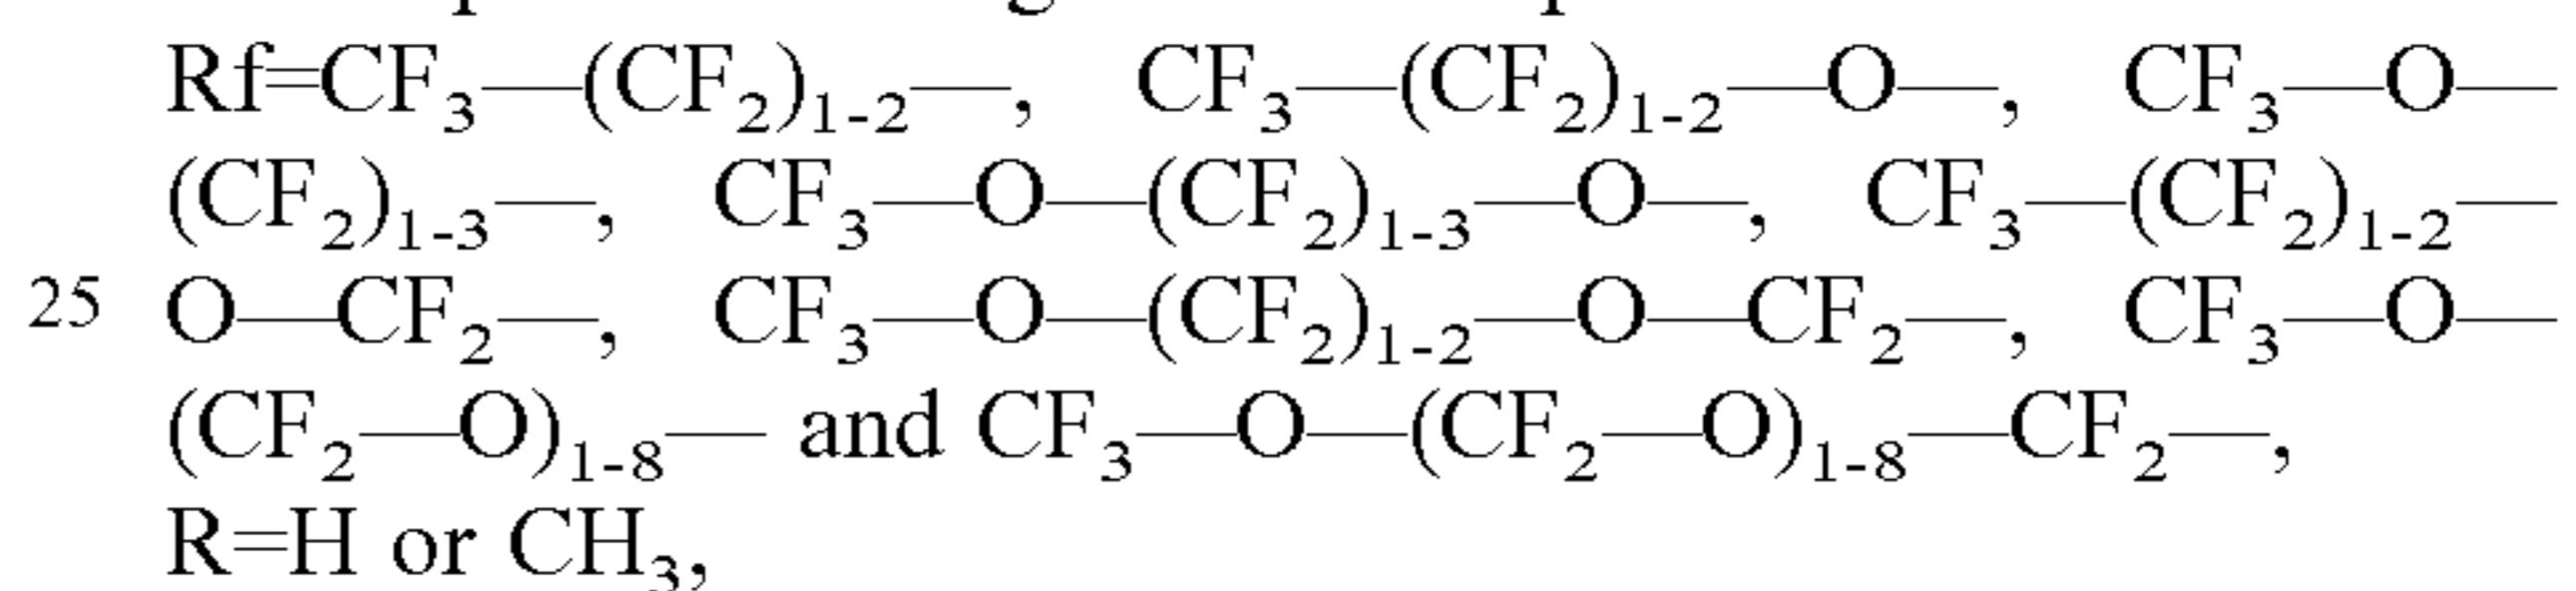 Rf=CF₃—(CF₂)₁₋₂—, CF₃—(CF₂)₁₋₂—O—, CF₃—O—
(CF₂)₁₋₃—, CF₃—O—(CF₂)₁₋₃—O—, CF₃—(CF₂)₁₋₂—
25 O—CF₂—, CF₃—O—(CF₂)₁₋₂—O—CF₂—, CF₃—O—
(CF₂—O)₁₋₈— and CF₃—O—(CF₂—O)₁₋₈—CF₂—,
R=H or CH₃,